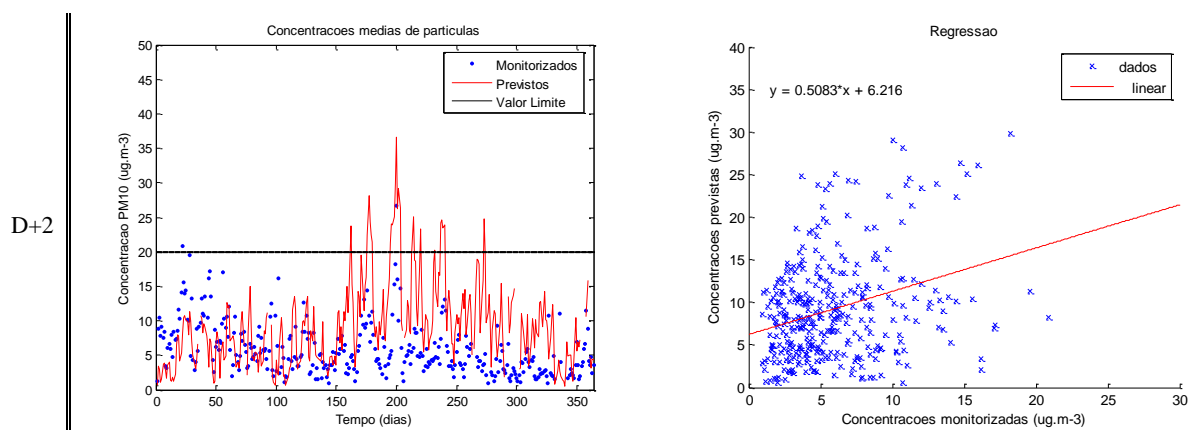 D+2
Concentracoes medias de particulas
Concentracao PM10 (ug.m-3)
50
45
40
35
30
25
20
15
10
5
0
0 50 100 150 200 250 300 350
Tempo (dias)
Monitorizados
Previstos
Valor Limite
Regressao
Concentracoes previstas (ug.m-3)
40
35
30
25
20
15
10
5
0
0 5 10 15 20 25 30
Concentracoes monitorizadas (ug.m-3)
y = 0.5083*x + 6.216
dados
linear